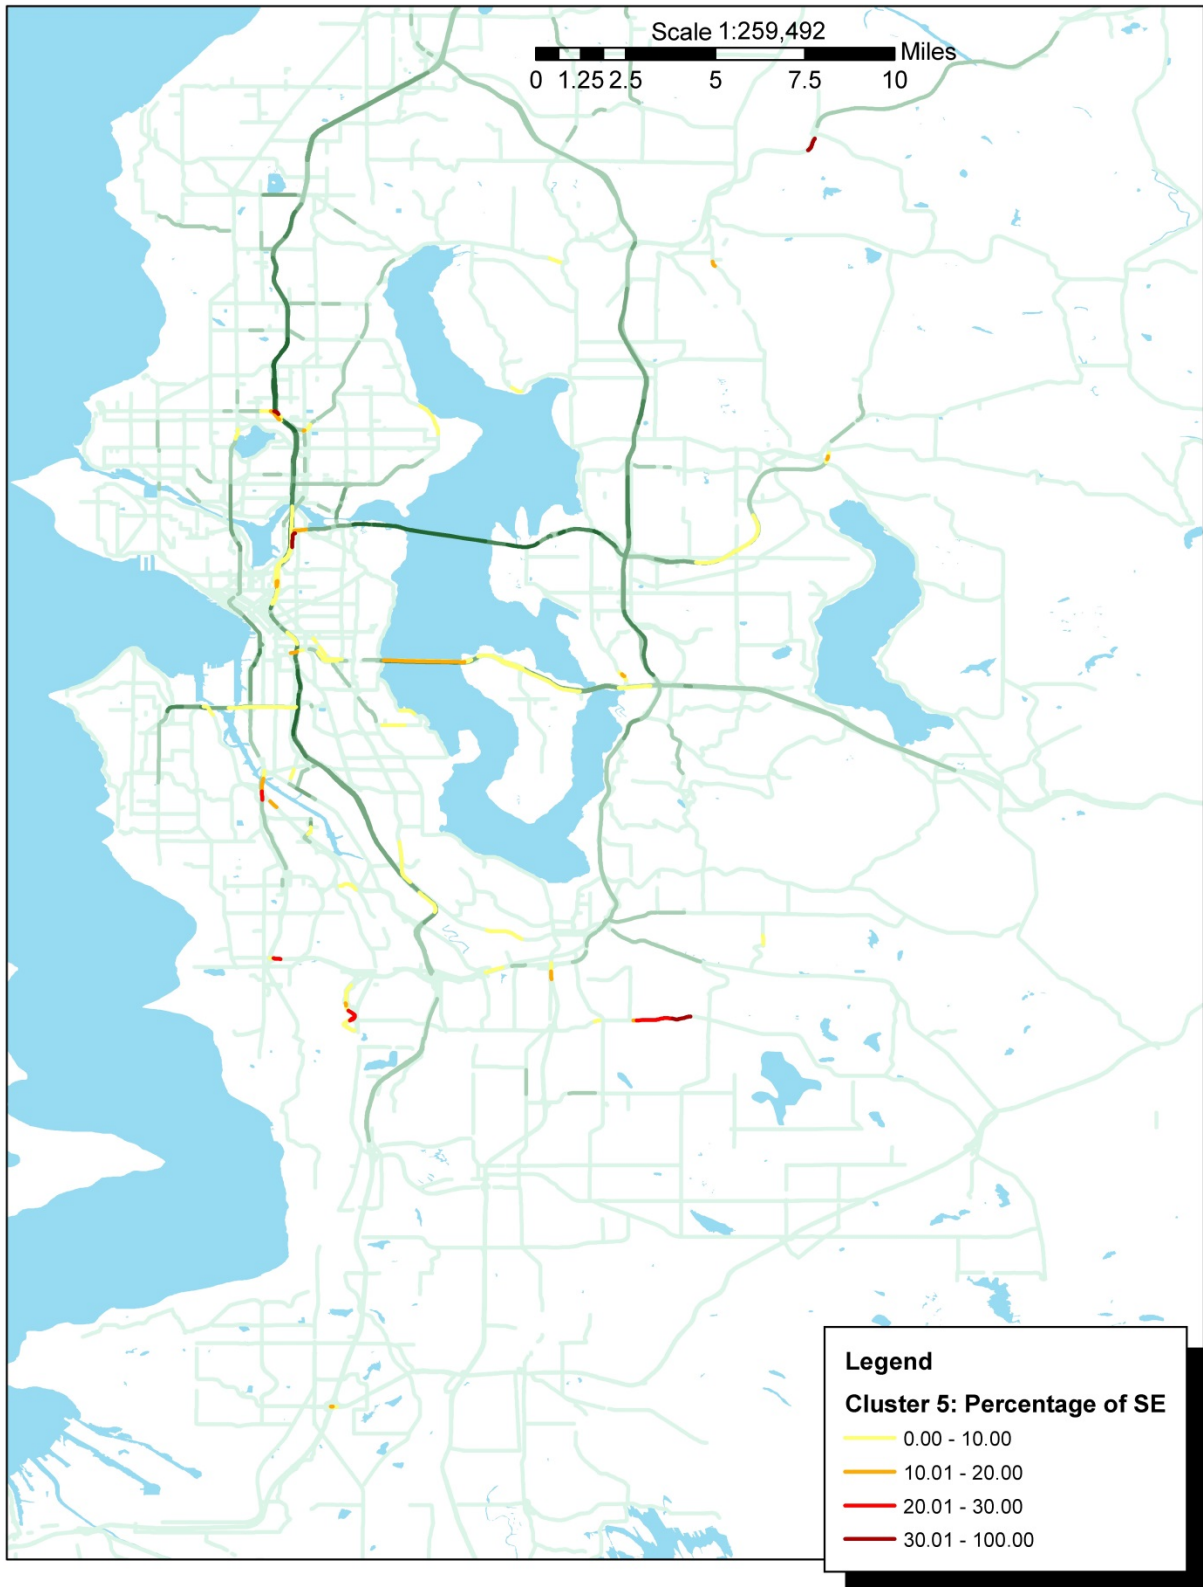 Scale 1:259,492
Miles
0 1.25 2.5 5 7.5 10
Legend
Cluster 5: Percentage of SE
0.00 - 10.00
10.01 - 20.00
20.01 - 30.00
30.01 - 100.00